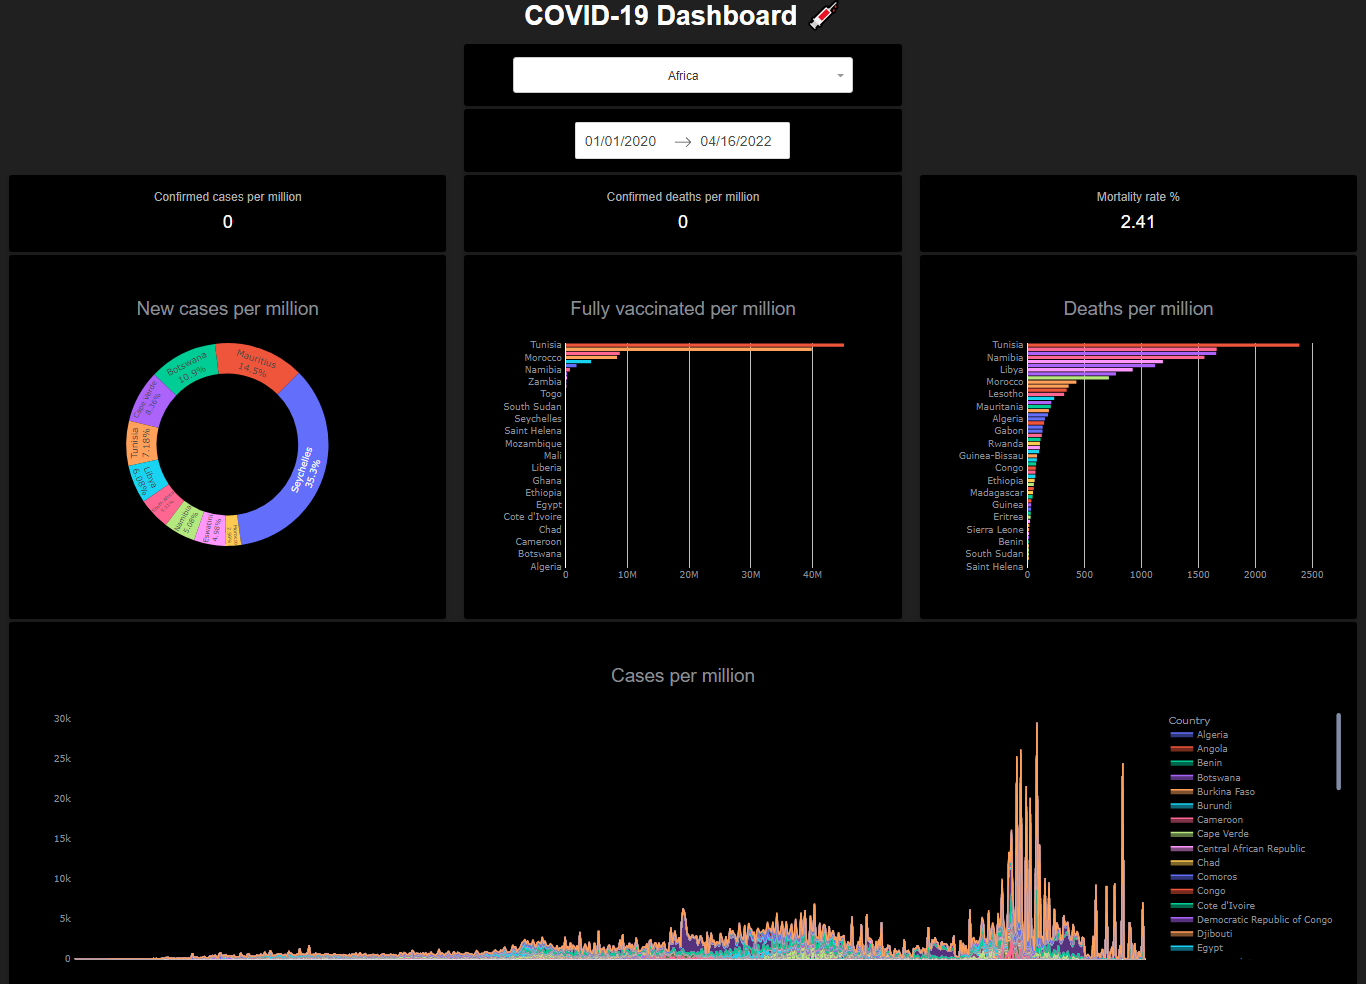 COVID-19 Dashboard
Africa
01/01/2020 → 04/16/2022
Confirmed cases per million
0
Confirmed deaths per million
0
Mortality rate %
2.41
New cases per million
Seychelles
35.3%
Mauritius
14.5%
Botswana
10.9%
Cape Verde
Tunisia
7.18%
Libya
6.08%
Namibia
5.08%
Eswatini
4.98%
Fully vaccinated per million
Tunisia
Morocco
Namibia
Zambia
Togo
South Sudan
Seychelles
Saint Helena
Mozambique
Mali
Liberia
Ghana
Ethiopia
Egypt
Cote d'Ivoire
Chad
Cameroon
Botswana
Algeria
0 10M 20M 30M 40M
Deaths per million
Tunisia
Namibia
Libya
Morocco
Lesotho
Mauritania
Algeria
Gabon
Rwanda
Guinea-Bissau
Congo
Ethiopia
Madagascar
Guinea
Eritrea
Sierra Leone
Benin
South Sudan
Saint Helena
0 500 1000 1500 2000 2500
Cases per million
30k
25k
20k
15k
10k
5k
0
Country
Algeria
Angola
Benin
Botswana
Burkina Faso
Burundi
Cameroon
Cape Verde
Central African Republic
Chad
Comoros
Congo
Cote d'Ivoire
Democratic Republic of Congo
Djibouti
Egypt